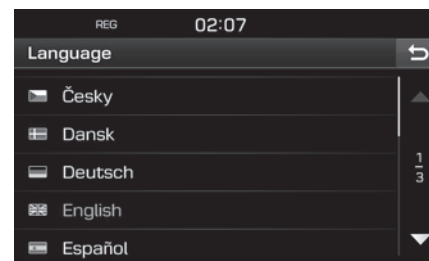 REG 02:07
Language
Česky
Dansk
Deutsch
1
3
English
Español